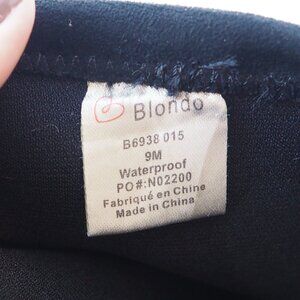 Blondo
B6938 015
9M
Waterproof
PO#:N02200
Fabriqué en Chine
Made in China